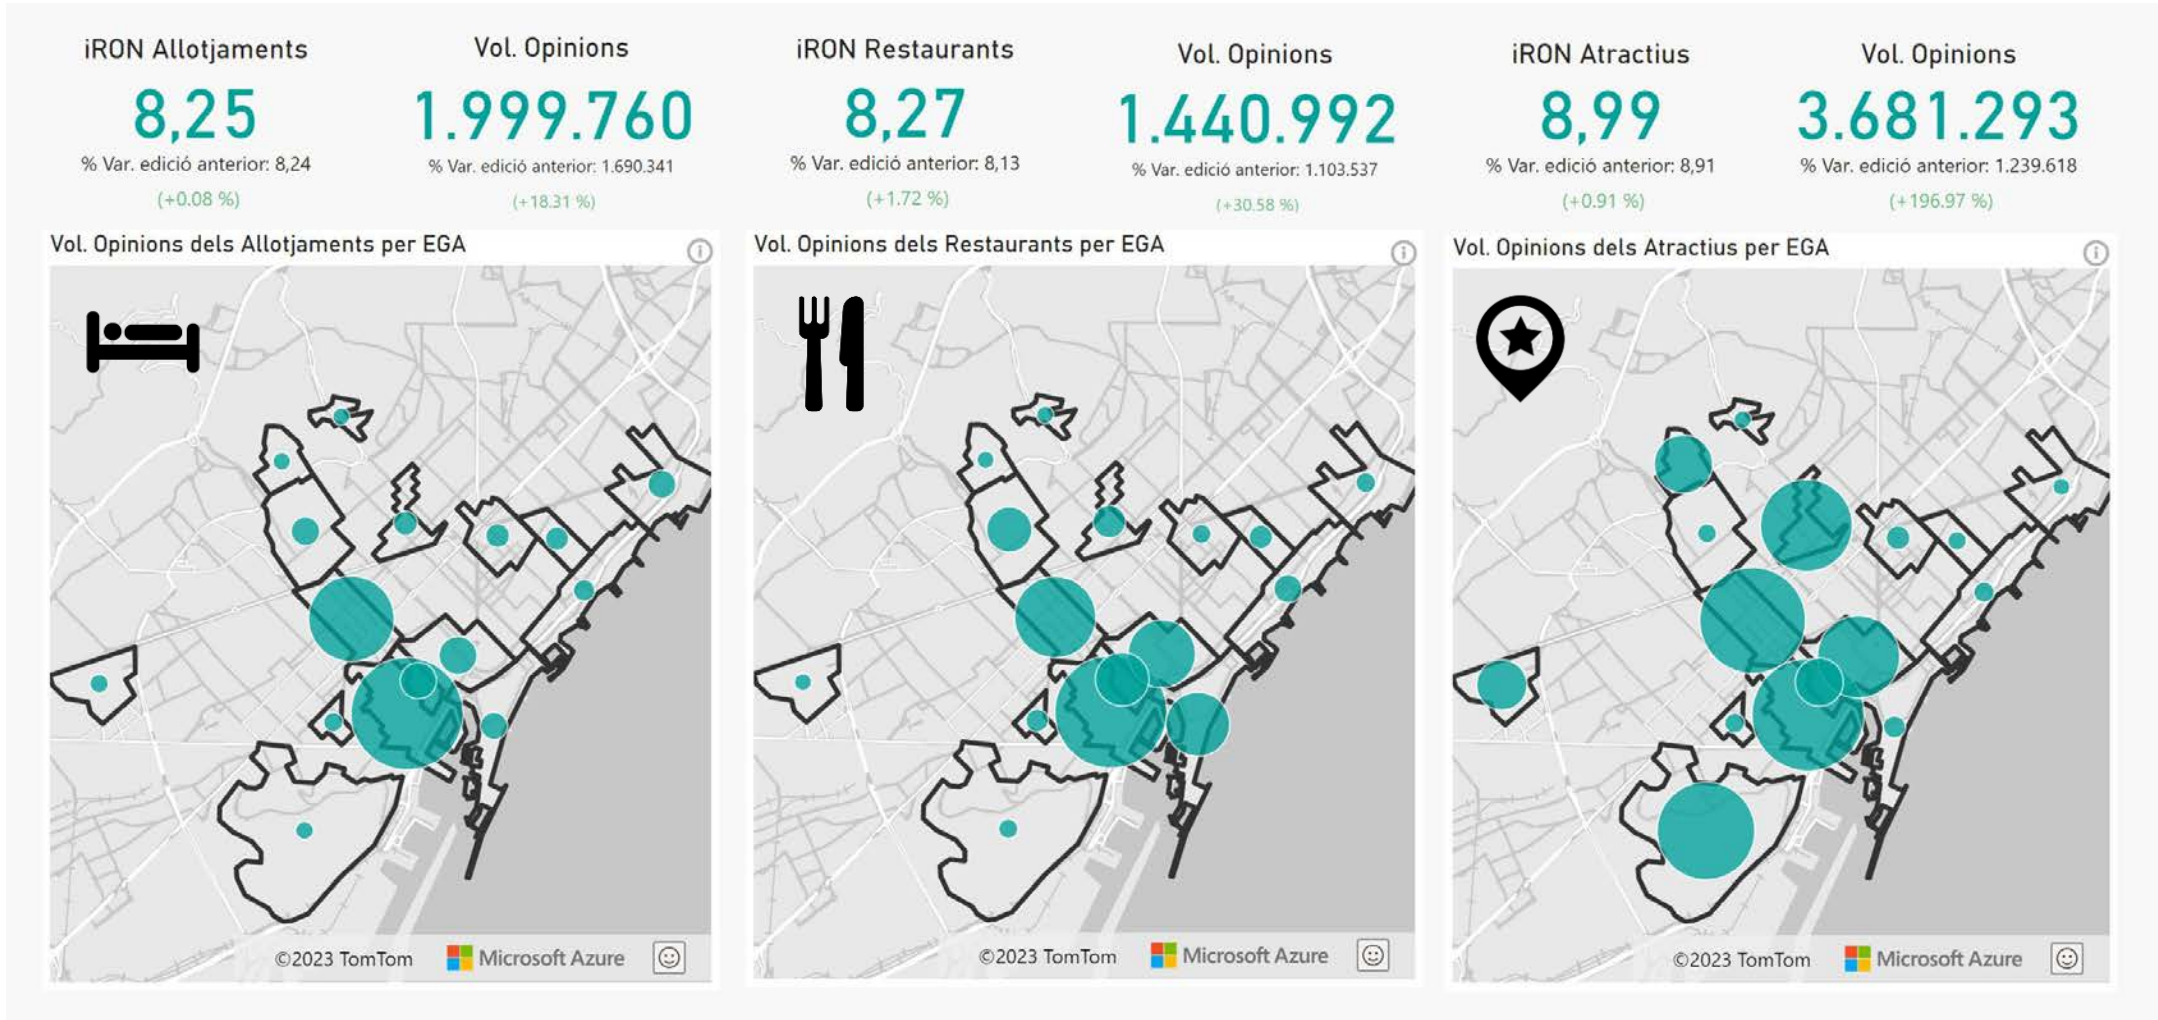 iRON Allotjaments
8,25
% Var. edició anterior: 8,24
(+0.08 %)
Vol. Opinions
1.999.760
% Var. edició anterior: 1.690.341
(+18.31 %)
iRON Restaurants
8,27
% Var. edició anterior: 8,13
(+1.72 %)
Vol. Opinions
1.440.992
% Var. edició anterior: 1.103.537
(+30.58 %)
iRON Atractius
8,99
% Var. edició anterior: 8,91
(+0.91 %)
Vol. Opinions
3.681.293
% Var. edició anterior: 1.239.618
(+196.97 %)
Vol. Opinions dels Allotjaments per EGA
©2023 TomTom
Microsoft Azure
Vol. Opinions dels Restaurants per EGA
©2023 TomTom
Microsoft Azure
Vol. Opinions dels Atractius per EGA
©2023 TomTom
Microsoft Azure